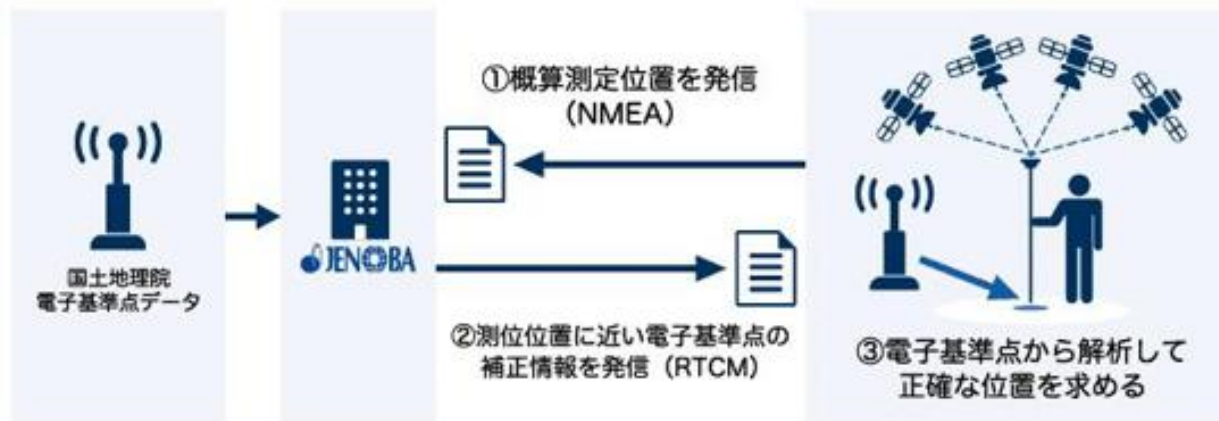 国土地理院
電子基準点データ
JENOBA
①概算測定位置を発信
（NMEA）
②測位位置に近い電子基準点の
補正情報を発信（RTCM）
③電子基準点から解析して
正確な位置を求める